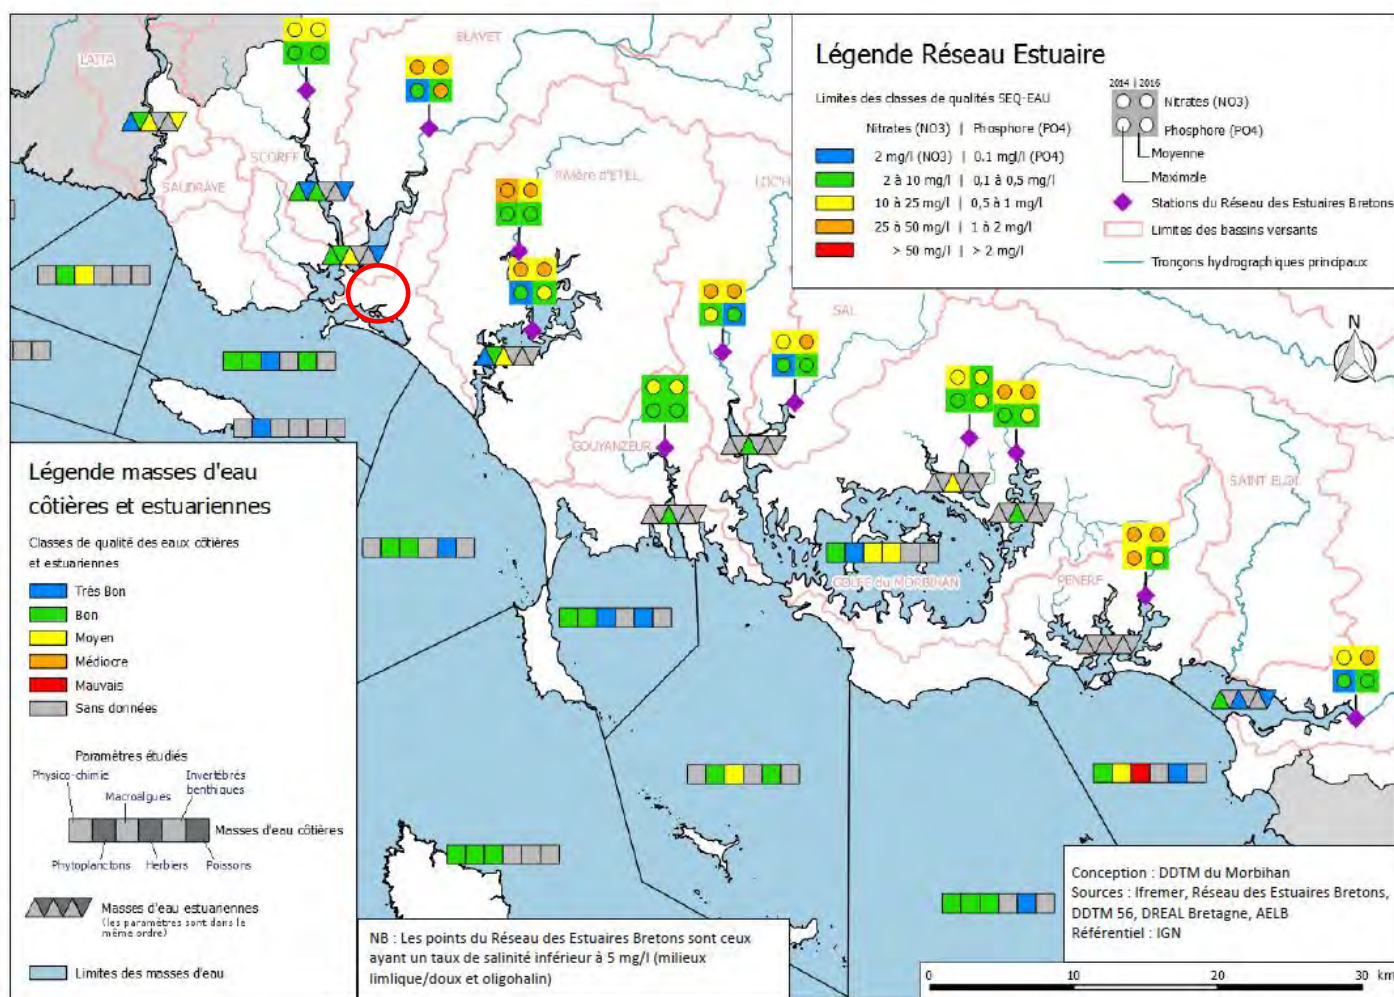 LAITA
BLAVET
SCORFF
SAUDRAYE
Rivière d'ETEL
LOC'H
SAL
GOUYANZEUR
GOLFE du MORBIHAN
PENERF
SAINT ELOI
Légende Réseau Estuaire
Limites des classes de qualités SEQ-EAU
Nitrates (NO3) | Phosphore (PO4)
2 mg/l (NO3) | 0.1 mgl/l (PO4)
2 à 10 mg/l | 0,1 à 0,5 mg/l
10 à 25 mg/l | 0,5 à 1 mg/l
25 à 50 mg/l | 1 à 2 mg/l
> 50 mg/l | > 2 mg/l
2014 | 2016
Nitrates (NO3)
Phosphore (PO4)
Moyenne
Maximale
Stations du Réseau des Estuaires Bretons
Limites des bassins versants
Tronçons hydrographiques principaux
N
Légende masses d'eau
côtières et estuariennes
Classes de qualité des eaux côtières
et estuariennes
Très Bon
Bon
Moyen
Médiocre
Mauvais
Sans données
Paramètres étudiés
Physico-chimie
Macroalgues
Invertébrés
benthiques
Masses d'eau côtières
Phytoplanctons
Herbiers
Poissons
Masses d'eau estuariennes
(les paramètres sont dans le
même ordre)
Limites des masses d'eau
NB : Les points du Réseau des Estuaires Bretons sont ceux
ayant un taux de salinité inférieur à 5 mg/l (milieux
limlique/doux et oligohalin)
Conception : DDTM du Morbihan
Sources : Ifremer, Réseau des Estuaires Bretons,
DDTM 56, DREAL Bretagne, AELB
Référentiel : IGN
0 10 20 30 km